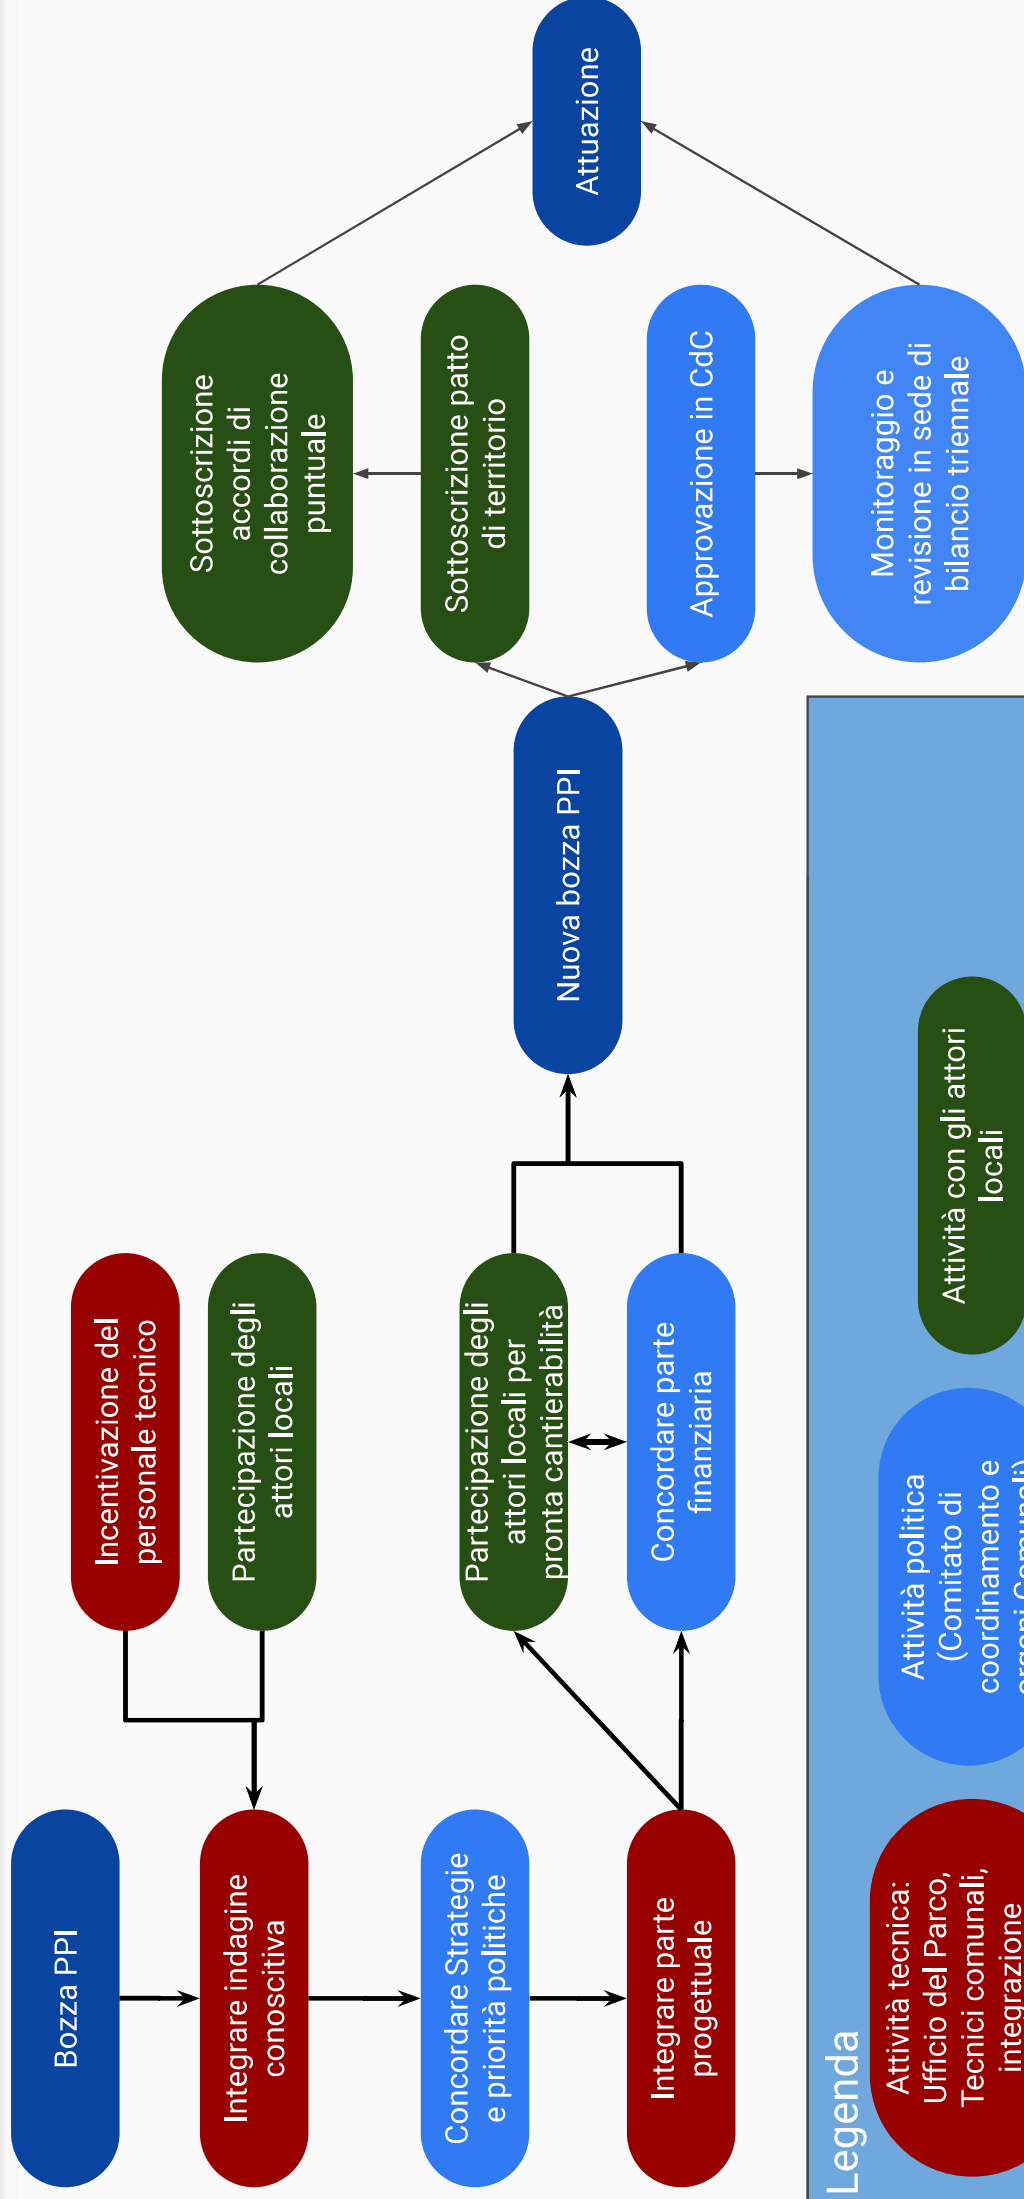 Bozza PPI
Integrare indagine
conoscitiva
Concordare Strategie
e priorità politiche
Integrare parte
progettuale
Incentivazione del
personale tecnico
Partecipazione degli
attori locali
Partecipazione degli
attori locali per
pronta cantierabilità
Concordare parte
finanziaria
Nuova bozza PPI
Sottoscrizione
accordi di
collaborazione
puntuale
Sottoscrizione patto
di territorio
Approvazione in CdC
Monitoraggio e
revisione in sede di
bilancio triennale
Attuazione
Legenda
Attività tecnica:
Ufficio del Parco,
Tecnici comunali,
integrazione
Attività politica
(Comitato di
coordinamento e
organi Comunali)
Attività con gli attori
locali